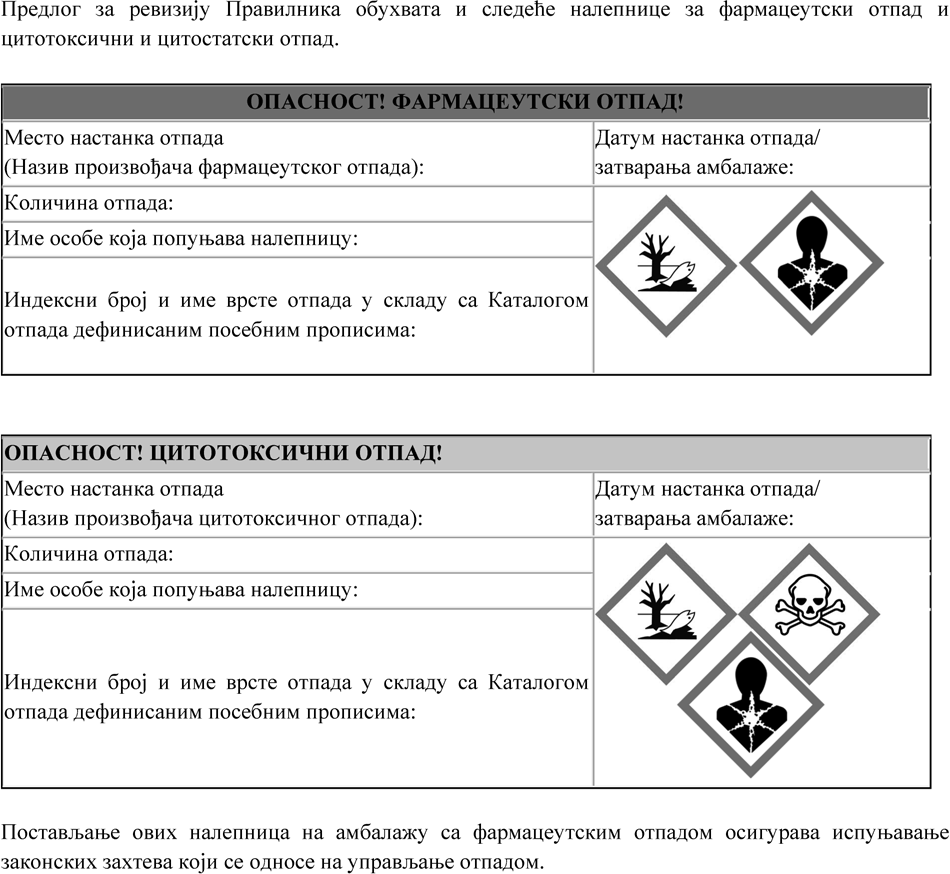 Предлог за ревизију Правилника обухвата и следеће налепнице за фармацеутски отпад и
цитотоксични и цитостатски отпад.
ОПАСНОСТ! ФАРМАЦЕУТСКИ ОТПАД!
Место настанка отпада
(Назив произвођача фармацеутског отпада):
Датум настанка отпада/
затварања амбалаже:
Количина отпада:
Име особе која попуњава налепницу:
Индексни број и име врсте отпада у складу са Каталогом
отпада дефинисаним посебним прописима:
ОПАСНОСТ! ЦИТОТОКСИЧНИ ОТПАД!
Место настанка отпада
(Назив произвођача цитотоксичног отпада):
Датум настанка отпада/
затварања амбалаже:
Количина отпада:
Име особе која попуњава налепницу:
Индексни број и име врсте отпада у складу са Каталогом
отпада дефинисаним посебним прописима:
Постављање ових налепница на амбалажу са фармацеутским отпадом осигурава испуњавање
законских захтева који се односе на управљање отпадом.